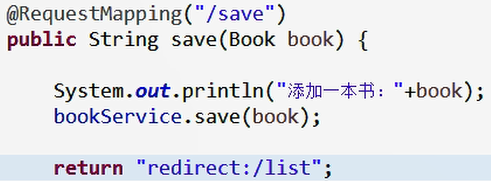 @RequestMapping("/save")
public String save(Book book) {
System.out.println("添加一本书："+book);
bookService.save(book);
return "redirect:/list";